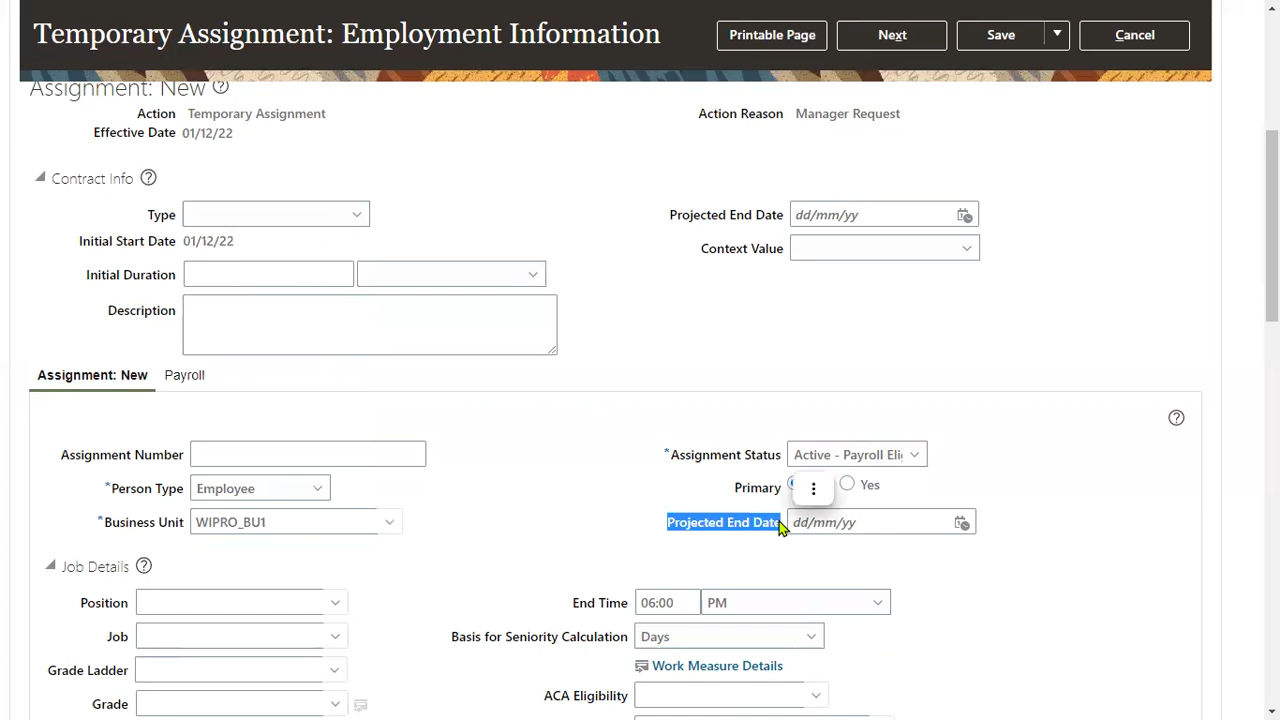 Temporary Assignment: Employment Information
Printable Page
Next
Save
Cancel
Assignment: New
Action Temporary Assignment
Action Reason Manager Request
Effective Date 01/12/22
Contract Info
Type
Projected End Date dd/mm/yy
Initial Start Date 01/12/22
Context Value
Initial Duration
Description
Assignment: New Payroll
Assignment Number
*Assignment Status Active - Payroll Eli
*Person Type Employee
Primary Yes
*Business Unit WIPRO_BU1
Projected End Date dd/mm/yy
Job Details
Position
End Time 06:00 PM
Job
Basis for Seniority Calculation Days
Grade Ladder
Work Measure Details
Grade
ACA Eligibility